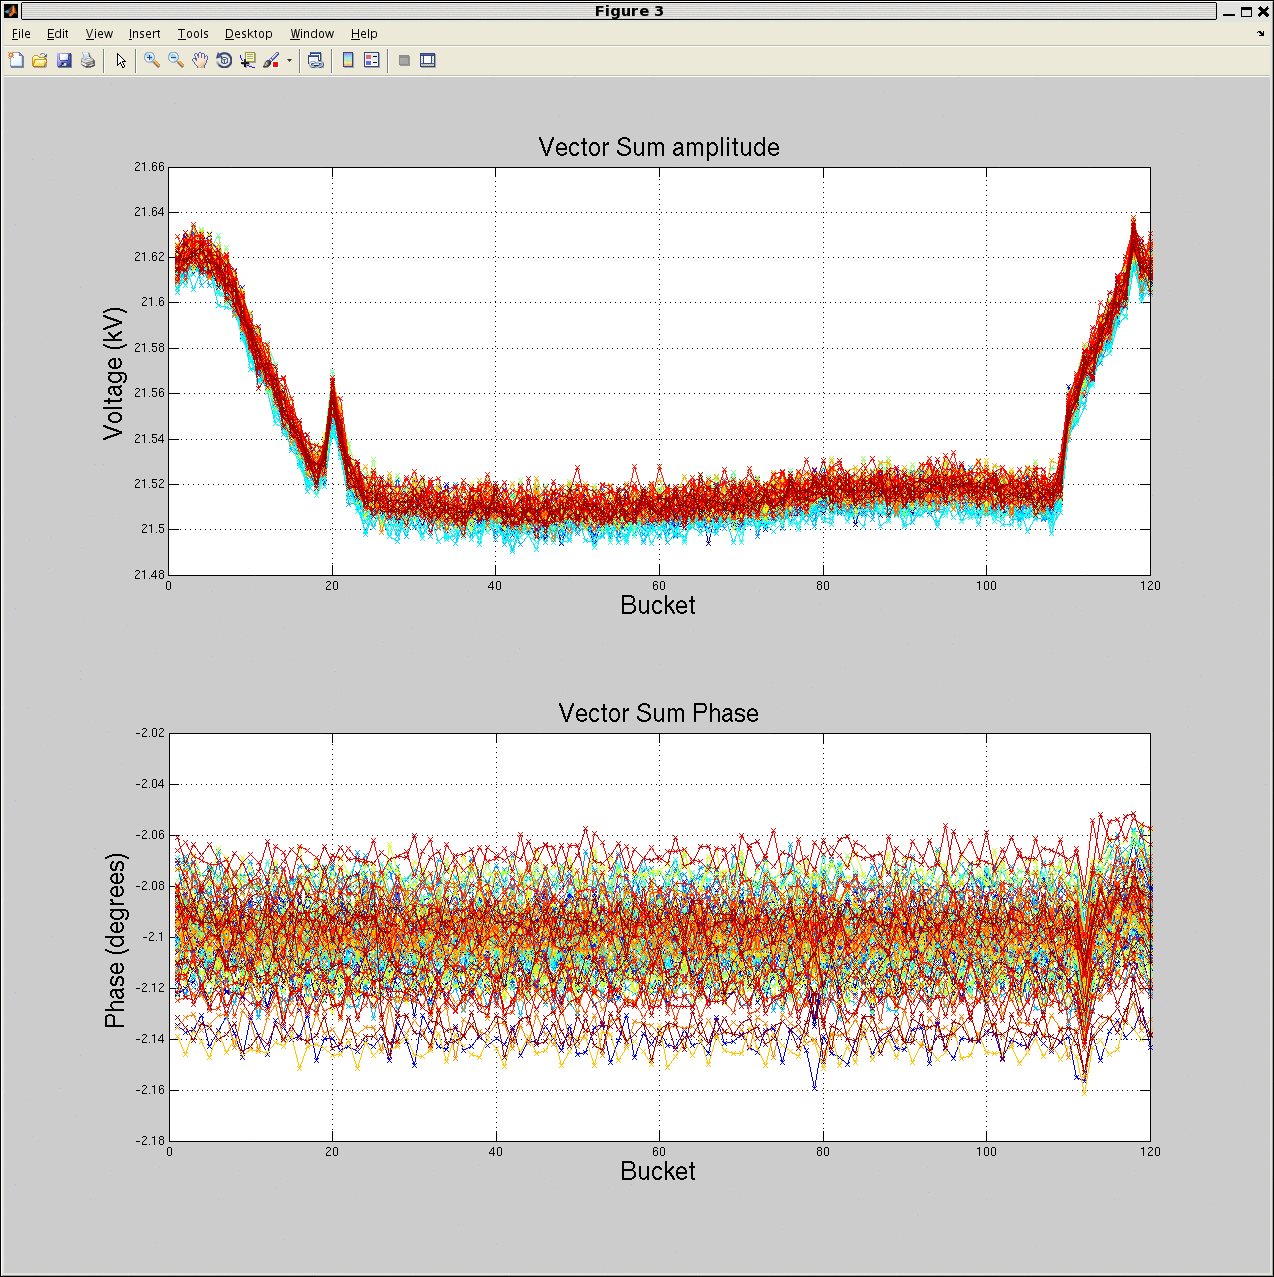 Figure 3
File Edit View Insert Tools Desktop Window Help
Vector Sum amplitude
21.66
21.64
21.62
21.6
21.58
21.56
21.54
21.52
21.5
21.48
Voltage (kV)
0 20 40 60 80 100 120
Bucket
Vector Sum Phase
-2.02
-2.04
-2.06
-2.08
-2.1
-2.12
-2.14
-2.16
-2.18
Phase (degrees)
0 20 40 60 80 100 120
Bucket